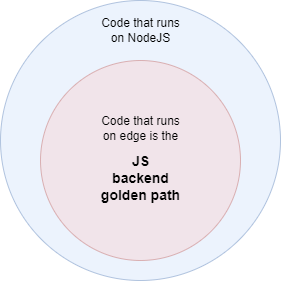 Code that runs
on NodeJS
Code that runs
on edge is the
JS
backend
golden path